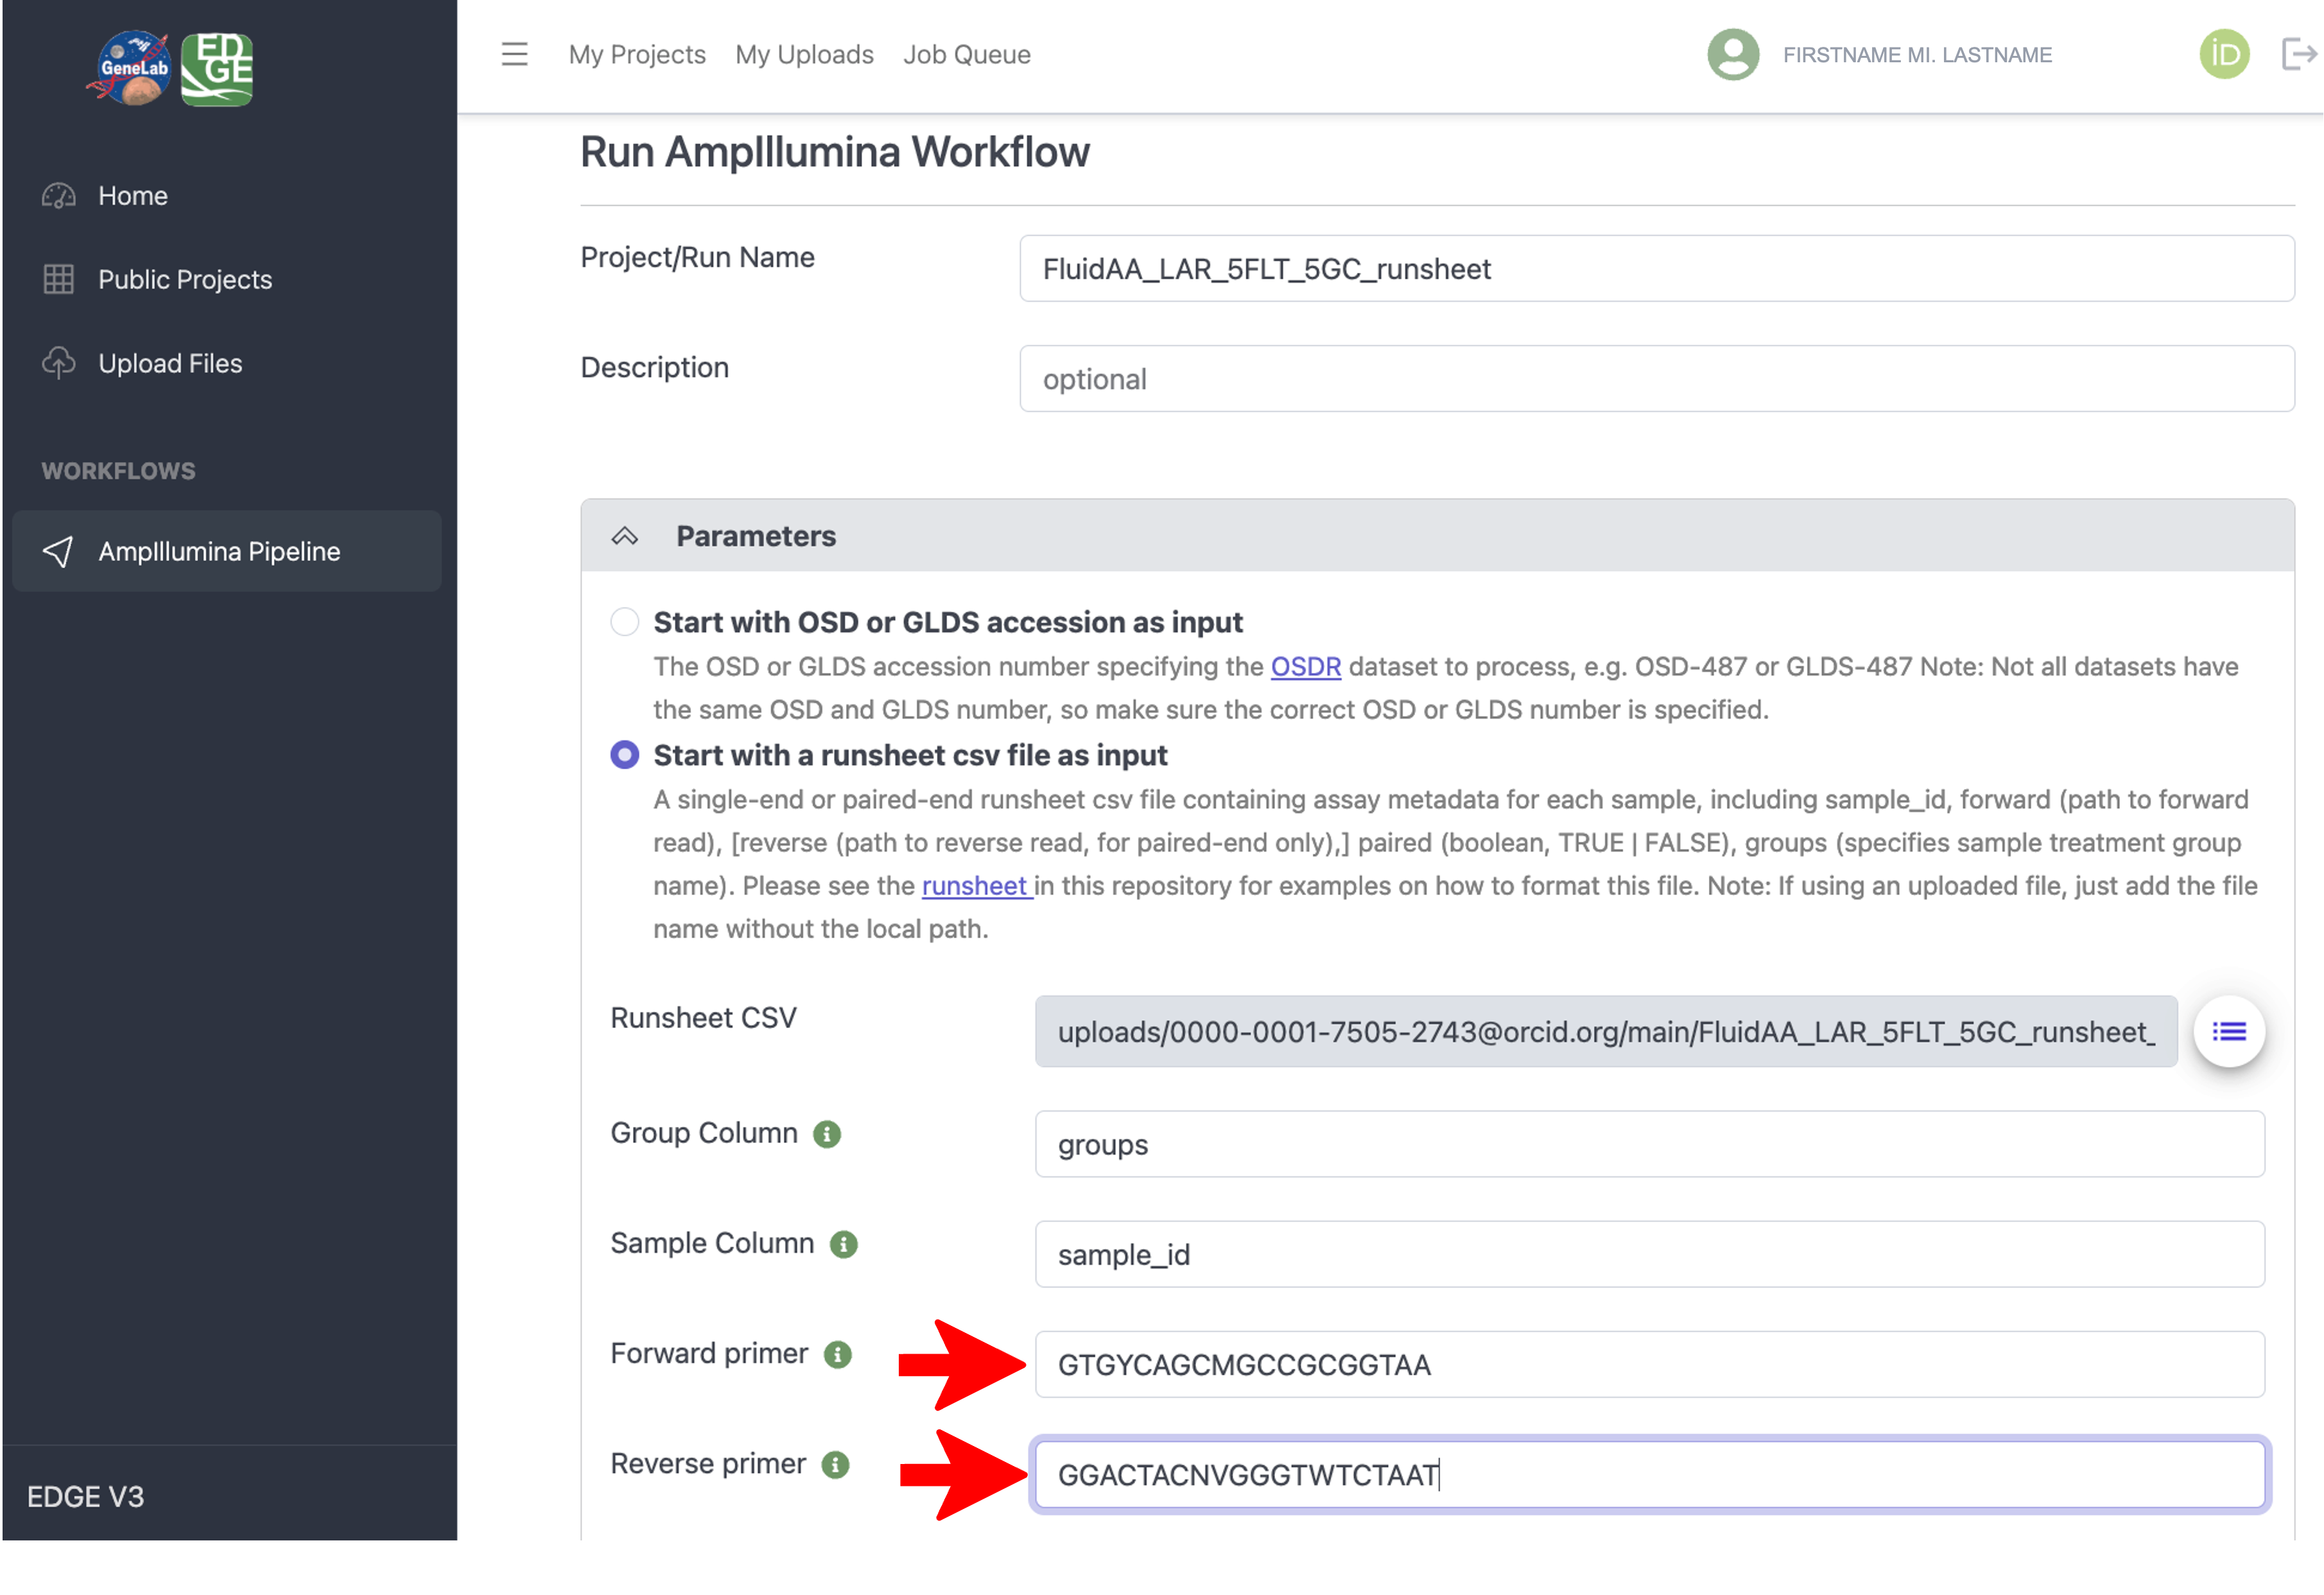 GeneLab
ED
GE
My Projects My Uploads Job Queue
FIRSTNAME MI. LASTNAME
iD
Home
Public Projects
Upload Files
WORKFLOWS
AmpIllumina Pipeline
EDGE V3
Run AmpIllumina Workflow
Project/Run Name
FluidAA_LAR_5FLT_5GC_runsheet
Description
optional
Parameters
Start with OSD or GLDS accession as input
The OSD or GLDS accession number specifying the OSDR dataset to process, e.g. OSD-487 or GLDS-487 Note: Not all datasets have
the same OSD and GLDS number, so make sure the correct OSD or GLDS number is specified.
Start with a runsheet csv file as input
A single-end or paired-end runsheet csv file containing assay metadata for each sample, including sample_id, forward (path to forward
read), [reverse (path to reverse read, for paired-end only),] paired (boolean, TRUE | FALSE), groups (specifies sample treatment group
name). Please see the runsheet in this repository for examples on how to format this file. Note: If using an uploaded file, just add the file
name without the local path.
Runsheet CSV
uploads/0000-0001-7505-2743@orcid.org/main/FluidAA_LAR_5FLT_5GC_runsheet_
Group Column
groups
Sample Column
sample_id
Forward primer
GTGYCAGCMGCCGCGGTAA
Reverse primer
GGACTACNVGGGTWTCTAAT